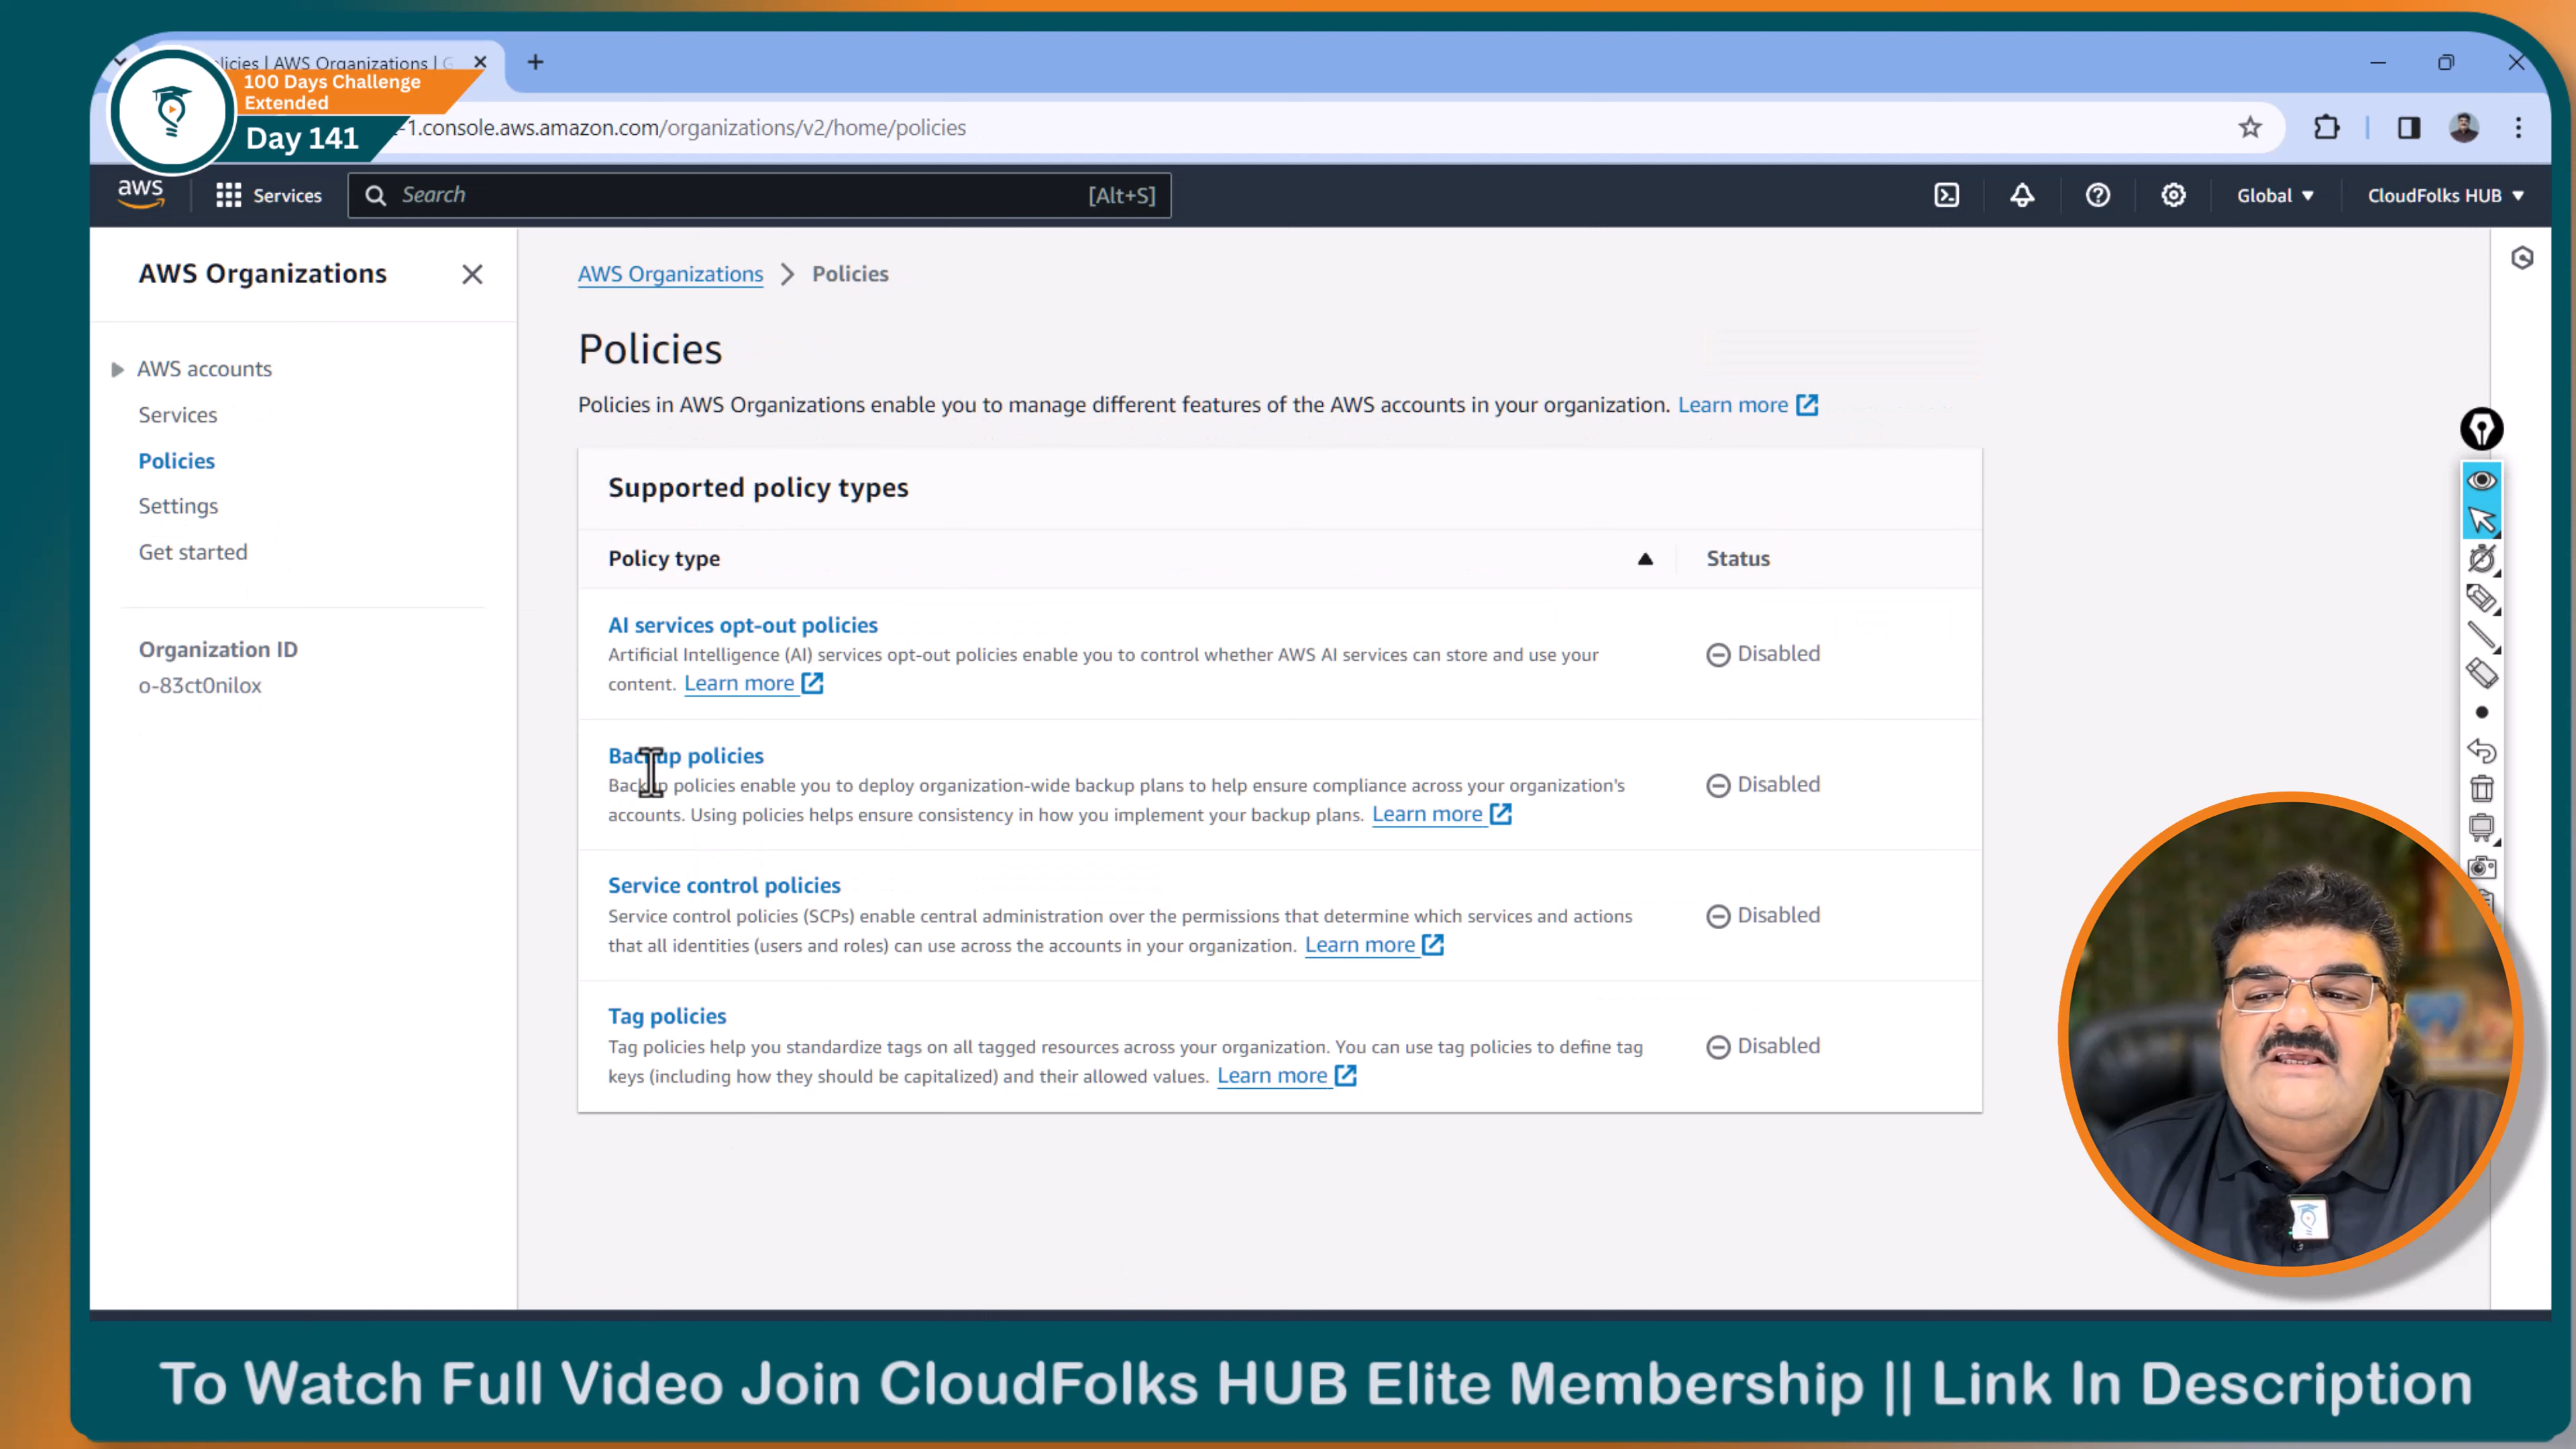 licies | AWS Organizations | G
100 Days Challenge
Extended
Day 141
-1.console.aws.amazon.com/organizations/v2/home/policies
aws
Services
Search
[Alt+S]
Global
CloudFolks HUB
AWS Organizations
AWS accounts
Services
Policies
Settings
Get started
Organization ID
o-83ct0nilox
AWS Organizations > Policies
Policies
Policies in AWS Organizations enable you to manage different features of the AWS accounts in your organization. Learn more
Supported policy types
Policy type
Status
AI services opt-out policies
Artificial Intelligence (AI) services opt-out policies enable you to control whether AWS AI services can store and use your
content. Learn more
Disabled
Backup policies
Backup policies enable you to deploy organization-wide backup plans to help ensure compliance across your organization's
accounts. Using policies helps ensure consistency in how you implement your backup plans. Learn more
Disabled
Service control policies
Service control policies (SCPs) enable central administration over the permissions that determine which services and actions
that all identities (users and roles) can use across the accounts in your organization. Learn more
Disabled
Tag policies
Tag policies help you standardize tags on all tagged resources across your organization. You can use tag policies to define tag
keys (including how they should be capitalized) and their allowed values. Learn more
Disabled
To Watch Full Video Join CloudFolks HUB Elite Membership || Link In Description